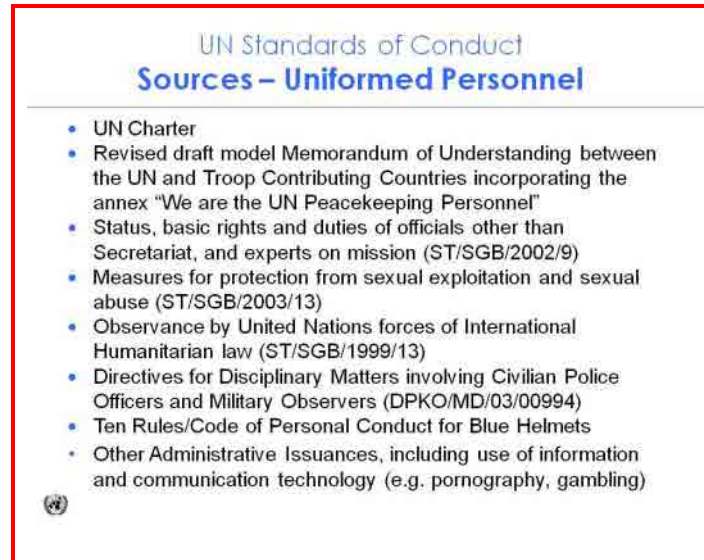 UN Standards of Conduct
Sources – Uniformed Personnel
• UN Charter
• Revised draft model Memorandum of Understanding between
the UN and Troop Contributing Countries incorporating the
annex “We are the UN Peacekeeping Personnel”
• Status, basic rights and duties of officials other than
Secretariat, and experts on mission (ST/SGB/2002/9)
• Measures for protection from sexual exploitation and sexual
abuse (ST/SGB/2003/13)
• Observance by United Nations forces of International
Humanitarian law (ST/SGB/1999/13)
• Directives for Disciplinary Matters involving Civilian Police
Officers and Military Observers (DPKO/MD/03/00994)
• Ten Rules/Code of Personal Conduct for Blue Helmets
• Other Administrative Issuances, including use of information
and communication technology (e.g. pornography, gambling)